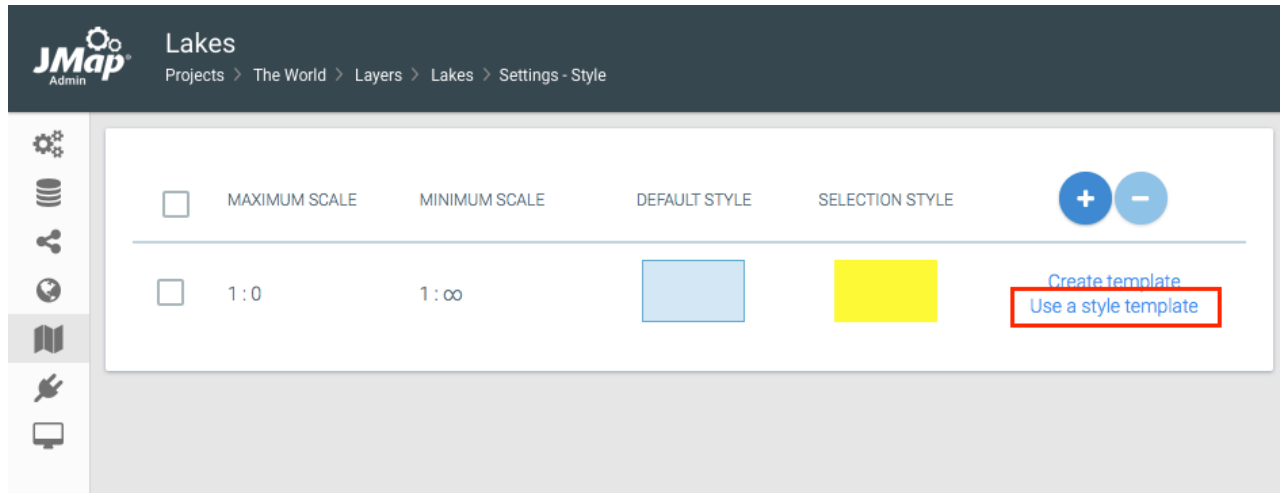 JMap®
Admin
Lakes
Projects > The World > Layers > Lakes > Settings - Style
MAXIMUM SCALE MINIMUM SCALE DEFAULT STYLE SELECTION STYLE + −
1 : 0 1 : ∞ Create template
Use a style template